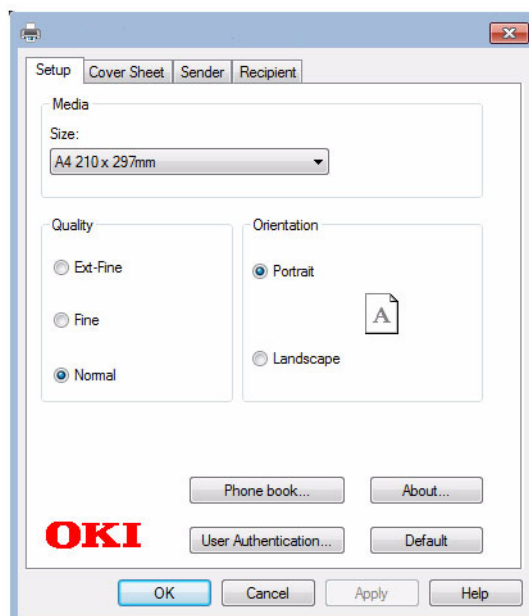 Setup Cover Sheet Sender Recipient
Media
Size:
A4 210 x 297mm
Quality
Orientation
Ext-Fine
Portrait
A
Fine
Landscape
Normal
Phone book... About...
OKI
User Authentication... Default
OK Cancel Apply Help